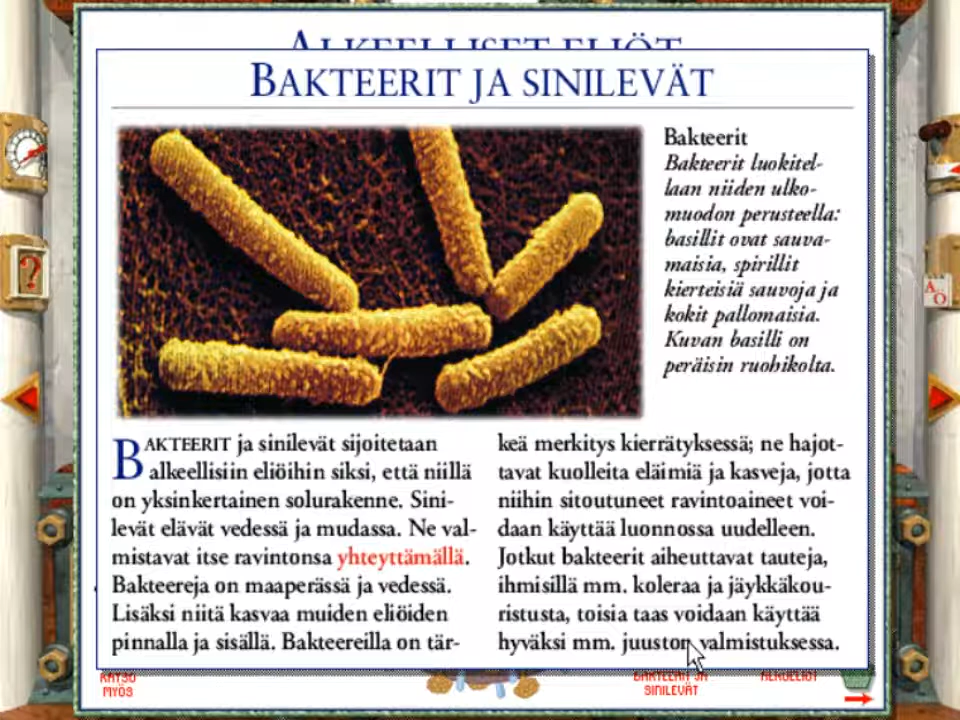 ALKEELLISET ELIÖT
BAKTEERIT JA SINILEVÄT
Bakteerit
Bakteerit luokitel-
laan niiden ulko-
muodon perusteella:
basillit ovat sauva-
maisia, spirillit
kierteisiä sauvoja ja
kokit pallomaisia.
Kuvan basilli on
peräisin ruohikolta.
BAKTEERIT ja sinilevät sijoitetaan
alkeellisiin eliöihin siksi, että niillä
on yksinkertainen solurakenne. Sini-
levät elävät vedessä ja mudassa. Ne val-
mistavat itse ravintonsa yhteyttämällä.
Bakteereja on maaperässä ja vedessä.
Lisäksi niitä kasvaa muiden eliöiden
pinnalla ja sisällä. Bakteereilla on tär-
keä merkitys kierrätyksessä; ne hajot-
tavat kuolleita eläimiä ja kasveja, jotta
niihin sitoutuneet ravintoaineet voi-
daan käyttää luonnossa uudelleen.
Jotkut bakteerit aiheuttavat tauteja,
ihmisillä mm. koleraa ja jäykkäkou-
ristusta, toisia taas voidaan käyttää
hyväksi mm. juuston valmistuksessa.
KATSO
MYÖS
BAKTEERIT JA
SINILEVÄT
ALKUELIÖT
?
A..
Ö